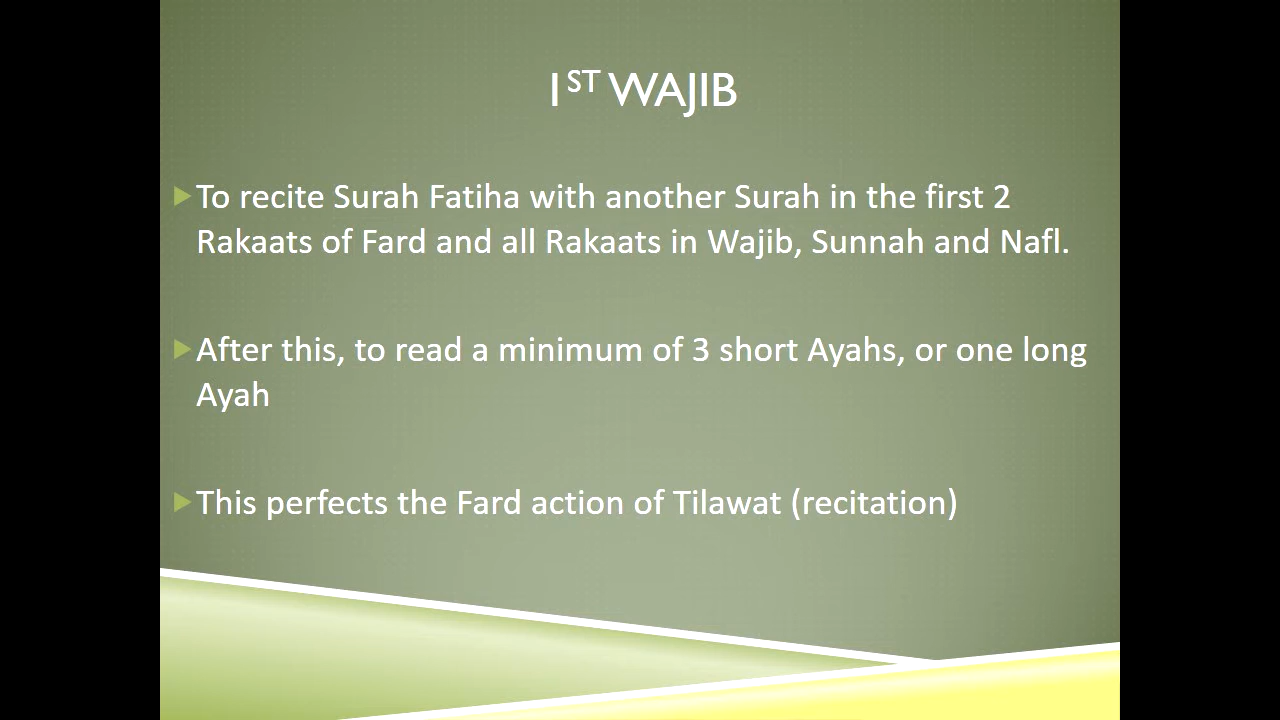 1ST WAJIB
To recite Surah Fatiha with another Surah in the first 2
Rakaats of Fard and all Rakaats in Wajib, Sunnah and Nafl.
After this, to read a minimum of 3 short Ayahs, or one long
Ayah
This perfects the Fard action of Tilawat (recitation)